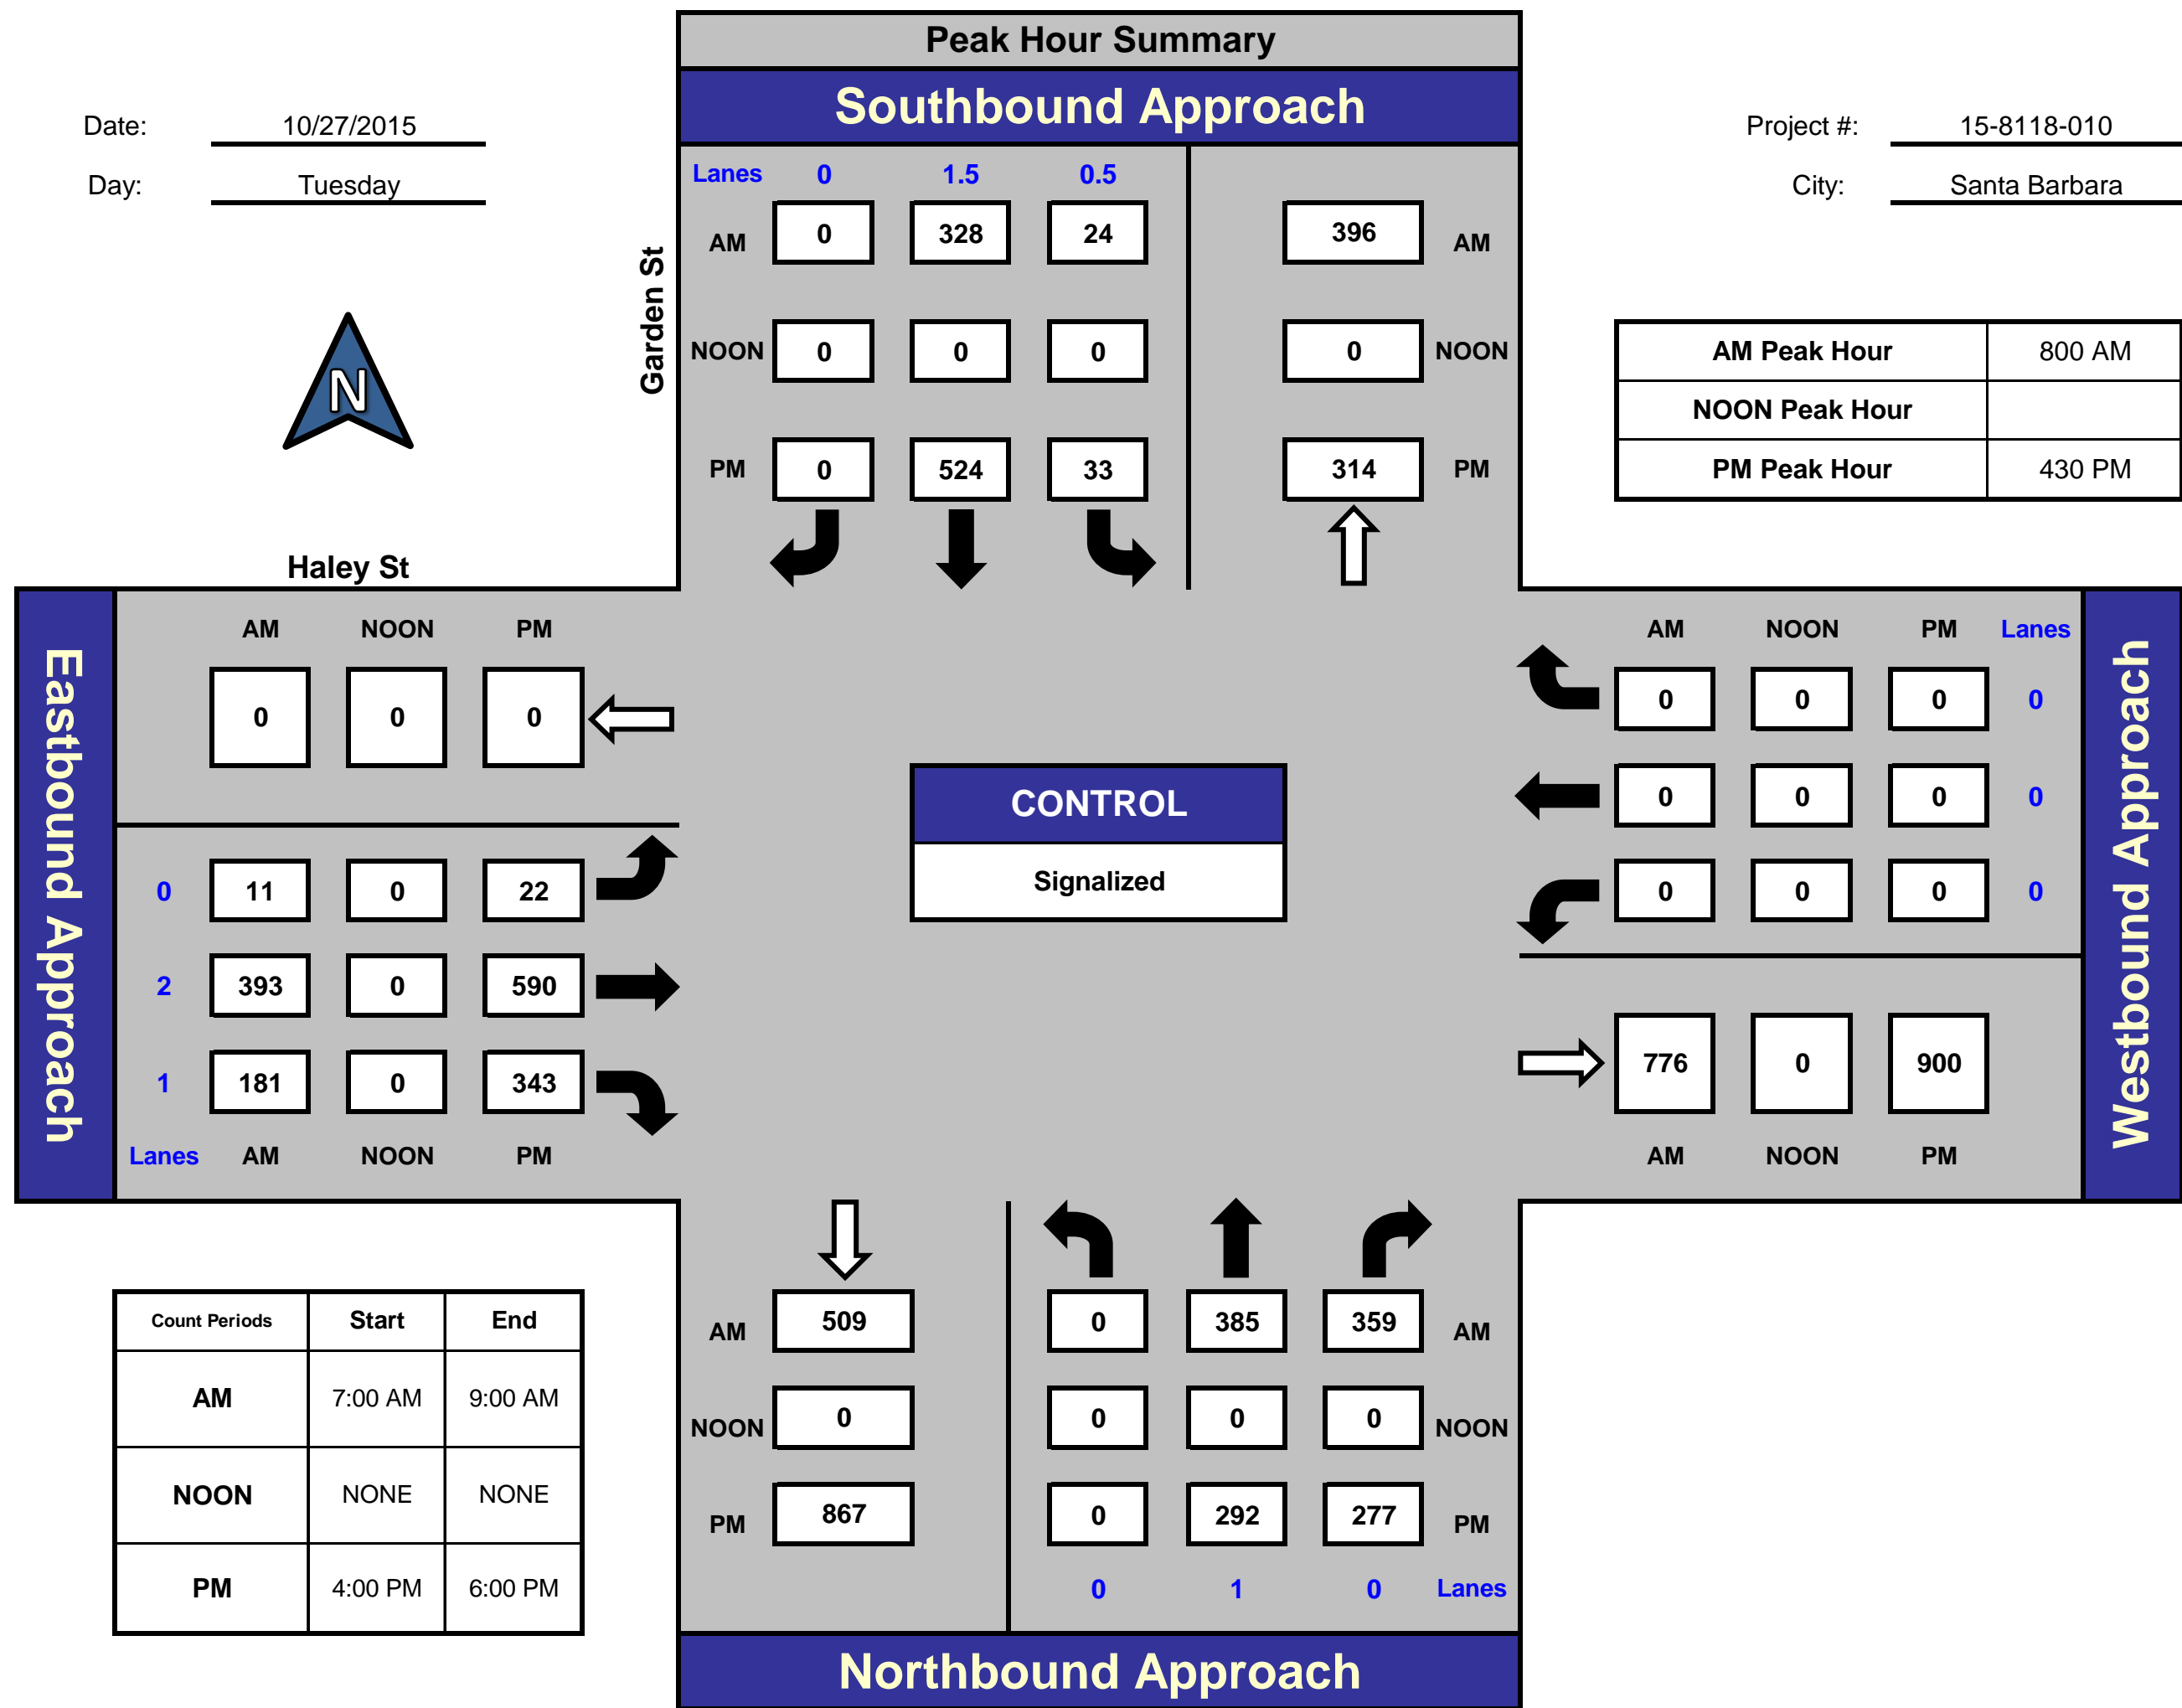 Peak Hour Summary
Southbound Approach
Date: 10/27/2015
Project #: 15-8118-010
Day: Tuesday
City: Santa Barbara
Lanes 0 1.5 0.5
AM 0 328 24 396 AM
NOON 0 0 0 0 NOON
PM 0 524 33 314 PM
Garden St
N
AM Peak Hour 800 AM
NOON Peak Hour
PM Peak Hour 430 PM
Haley St
Eastbound Approach
AM NOON PM
0 0 0
0 11 0 22
2 393 0 590
1 181 0 343
Lanes AM NOON PM
CONTROL
Signalized
AM NOON PM Lanes
0 0 0 0
0 0 0 0
0 0 0 0
776 0 900
AM NOON PM
Westbound Approach
Count Periods Start End
AM 7:00 AM 9:00 AM
NOON NONE NONE
PM 4:00 PM 6:00 PM
AM 509 0 385 359 AM
NOON 0 0 0 0 NOON
PM 867 0 292 277 PM
0 1 0 Lanes
Northbound Approach